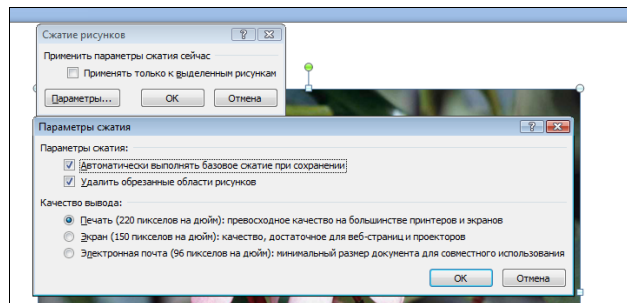 Сжатие рисунков
Применить параметры сжатия сейчас
Применять только к выделенным рисункам
Параметры... ОК Отмена
Параметры сжатия
Параметры сжатия:
Автоматически выполнять базовое сжатие при сохранении
Удалить обрезанные области рисунков
Качество вывода:
Печать (220 пикселов на дюйм): превосходное качество на большинстве принтеров и экранов
Экран (150 пикселов на дюйм): качество, достаточное для веб-страниц и проекторов
Электронная почта (96 пикселов на дюйм): минимальный размер документа для совместного использования
ОК Отмена